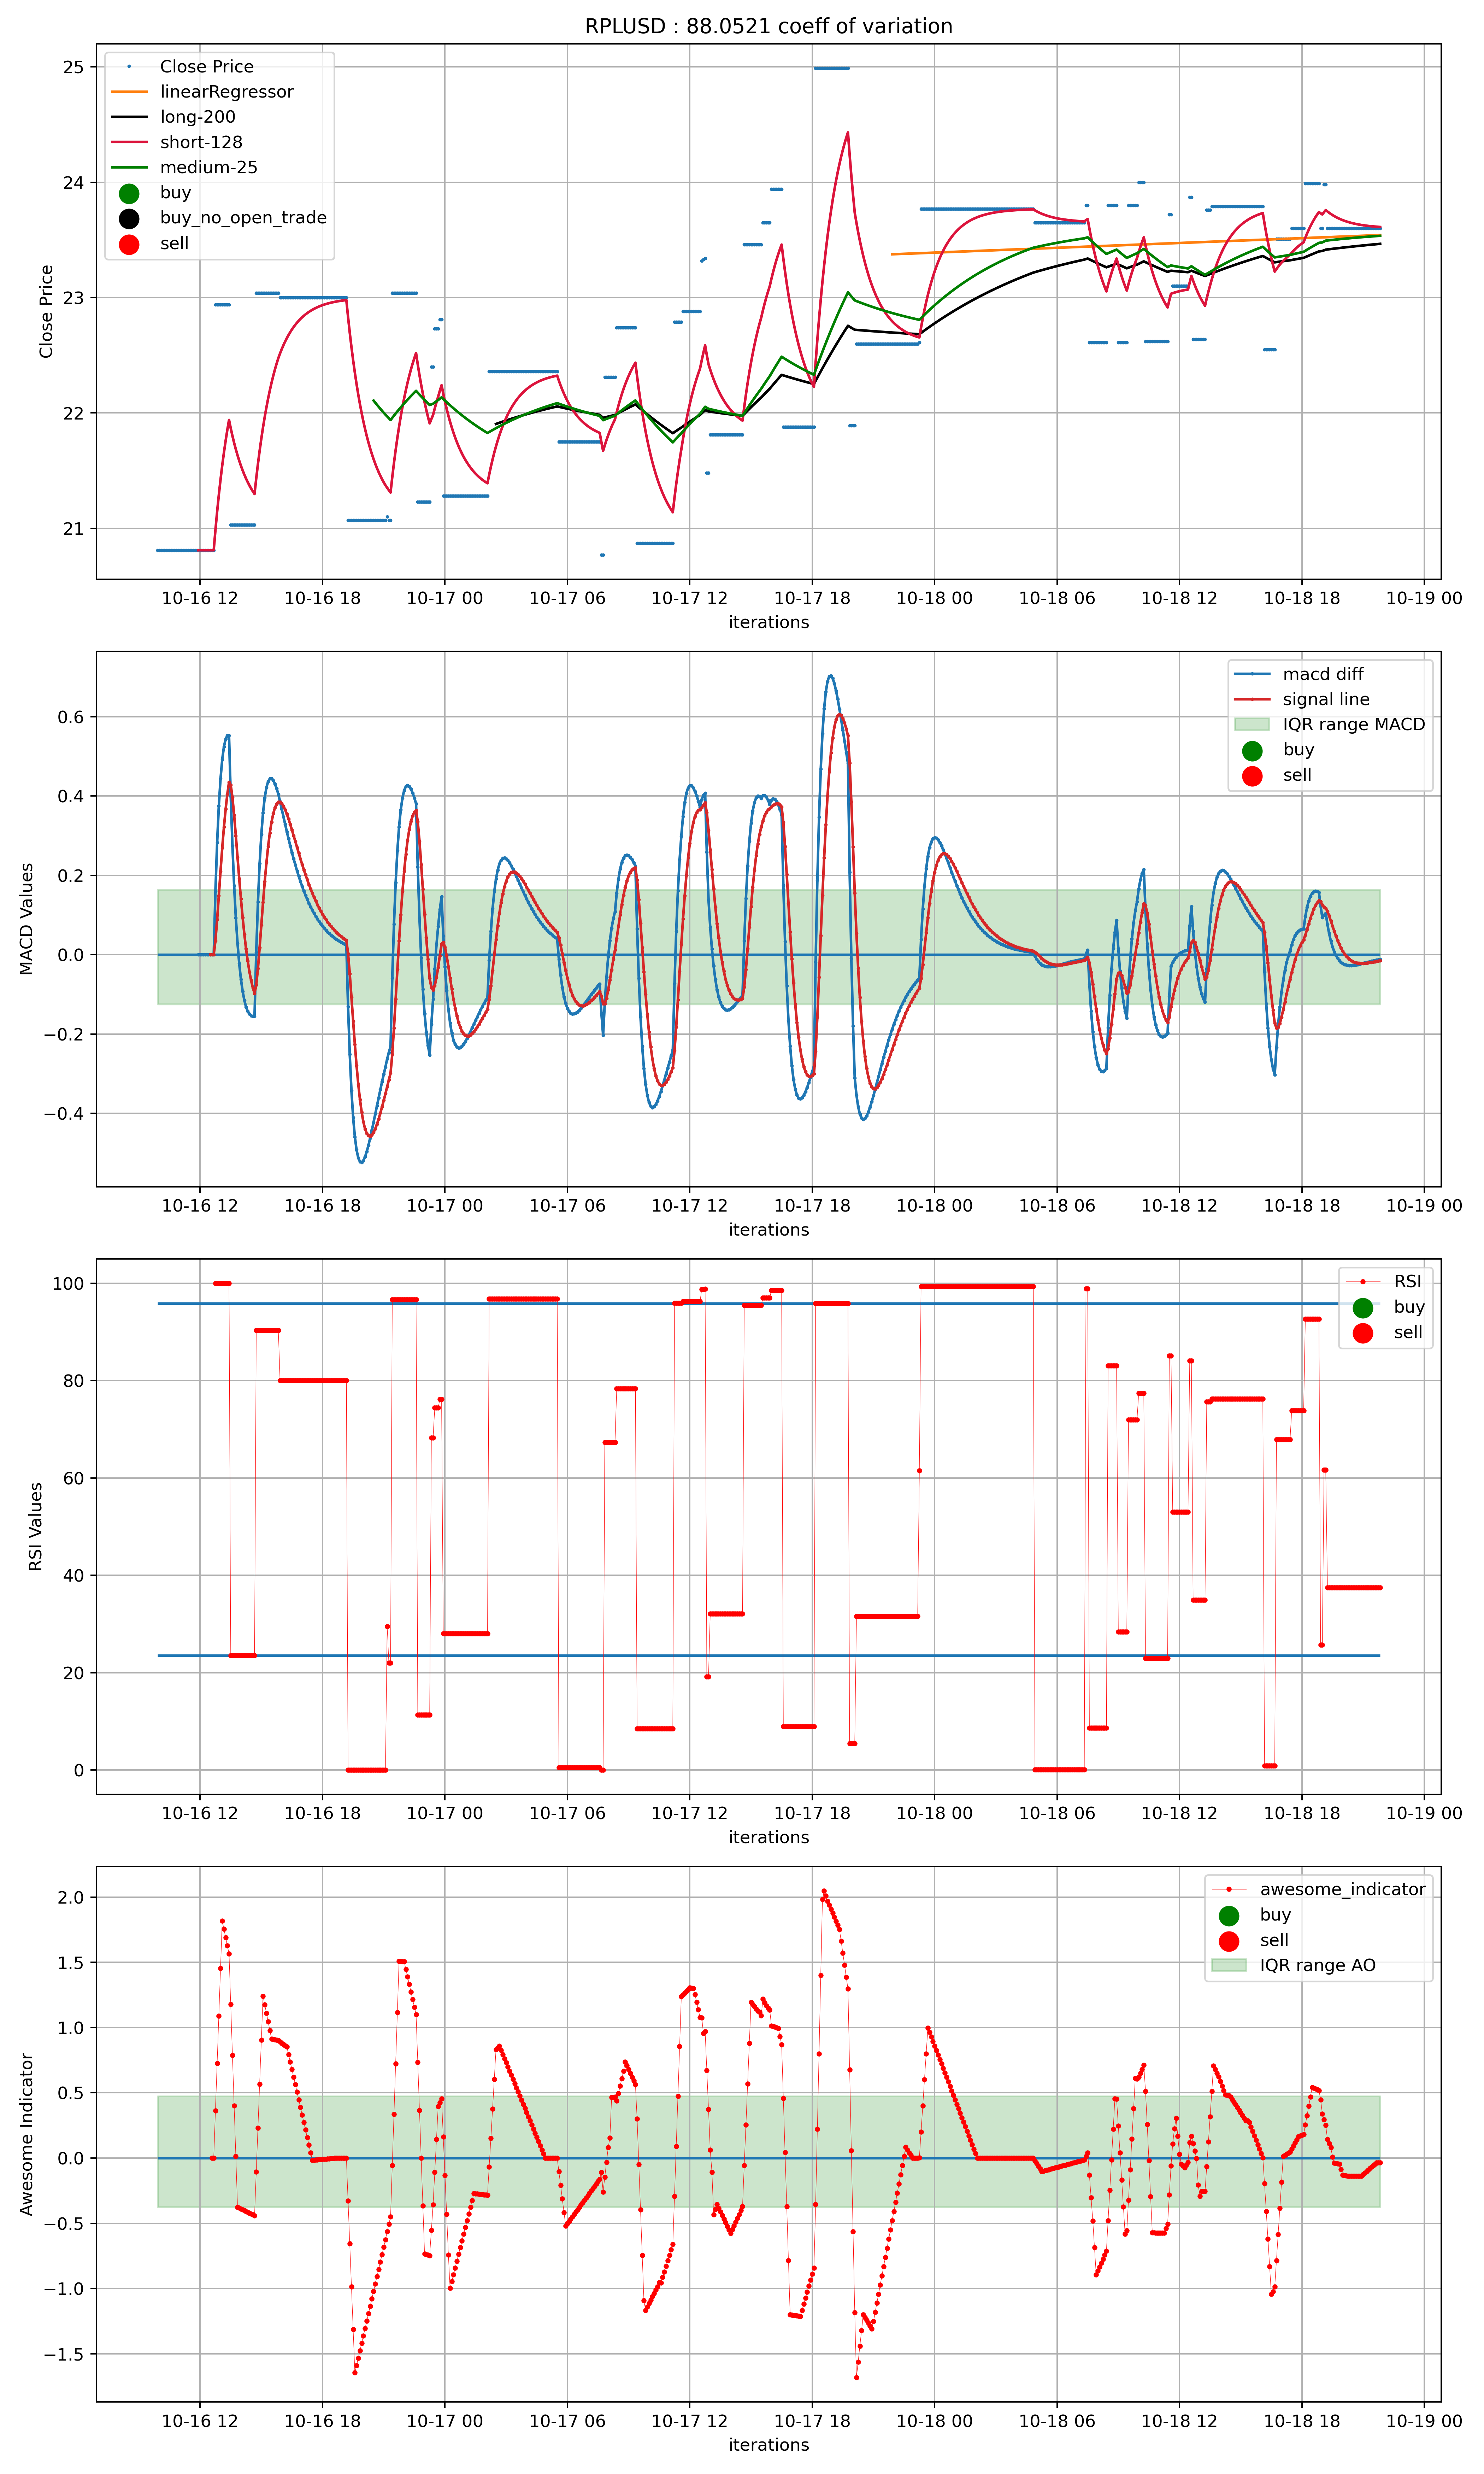 RPLUSD : 88.0521 coeff of variation
Close Price
linearRegressor
long-200
short-128
medium-25
buy
buy_no_open_trade
sell
25
24
23
22
21
Close Price
10-16 12 10-16 18 10-17 00 10-17 06 10-17 12 10-17 18 10-18 00 10-18 06 10-18 12 10-18 18 10-19 00
iterations
macd diff
signal line
IQR range MACD
buy
sell
0.6
0.4
0.2
0.0
−0.2
−0.4
MACD Values
10-16 12 10-16 18 10-17 00 10-17 06 10-17 12 10-17 18 10-18 00 10-18 06 10-18 12 10-18 18 10-19 00
iterations
RSI
buy
sell
100
80
60
40
20
0
RSI Values
10-16 12 10-16 18 10-17 00 10-17 06 10-17 12 10-17 18 10-18 00 10-18 06 10-18 12 10-18 18 10-19 00
iterations
awesome_indicator
buy
sell
IQR range AO
2.0
1.5
1.0
0.5
0.0
−0.5
−1.0
−1.5
Awesome Indicator
10-16 12 10-16 18 10-17 00 10-17 06 10-17 12 10-17 18 10-18 00 10-18 06 10-18 12 10-18 18 10-19 00
iterations